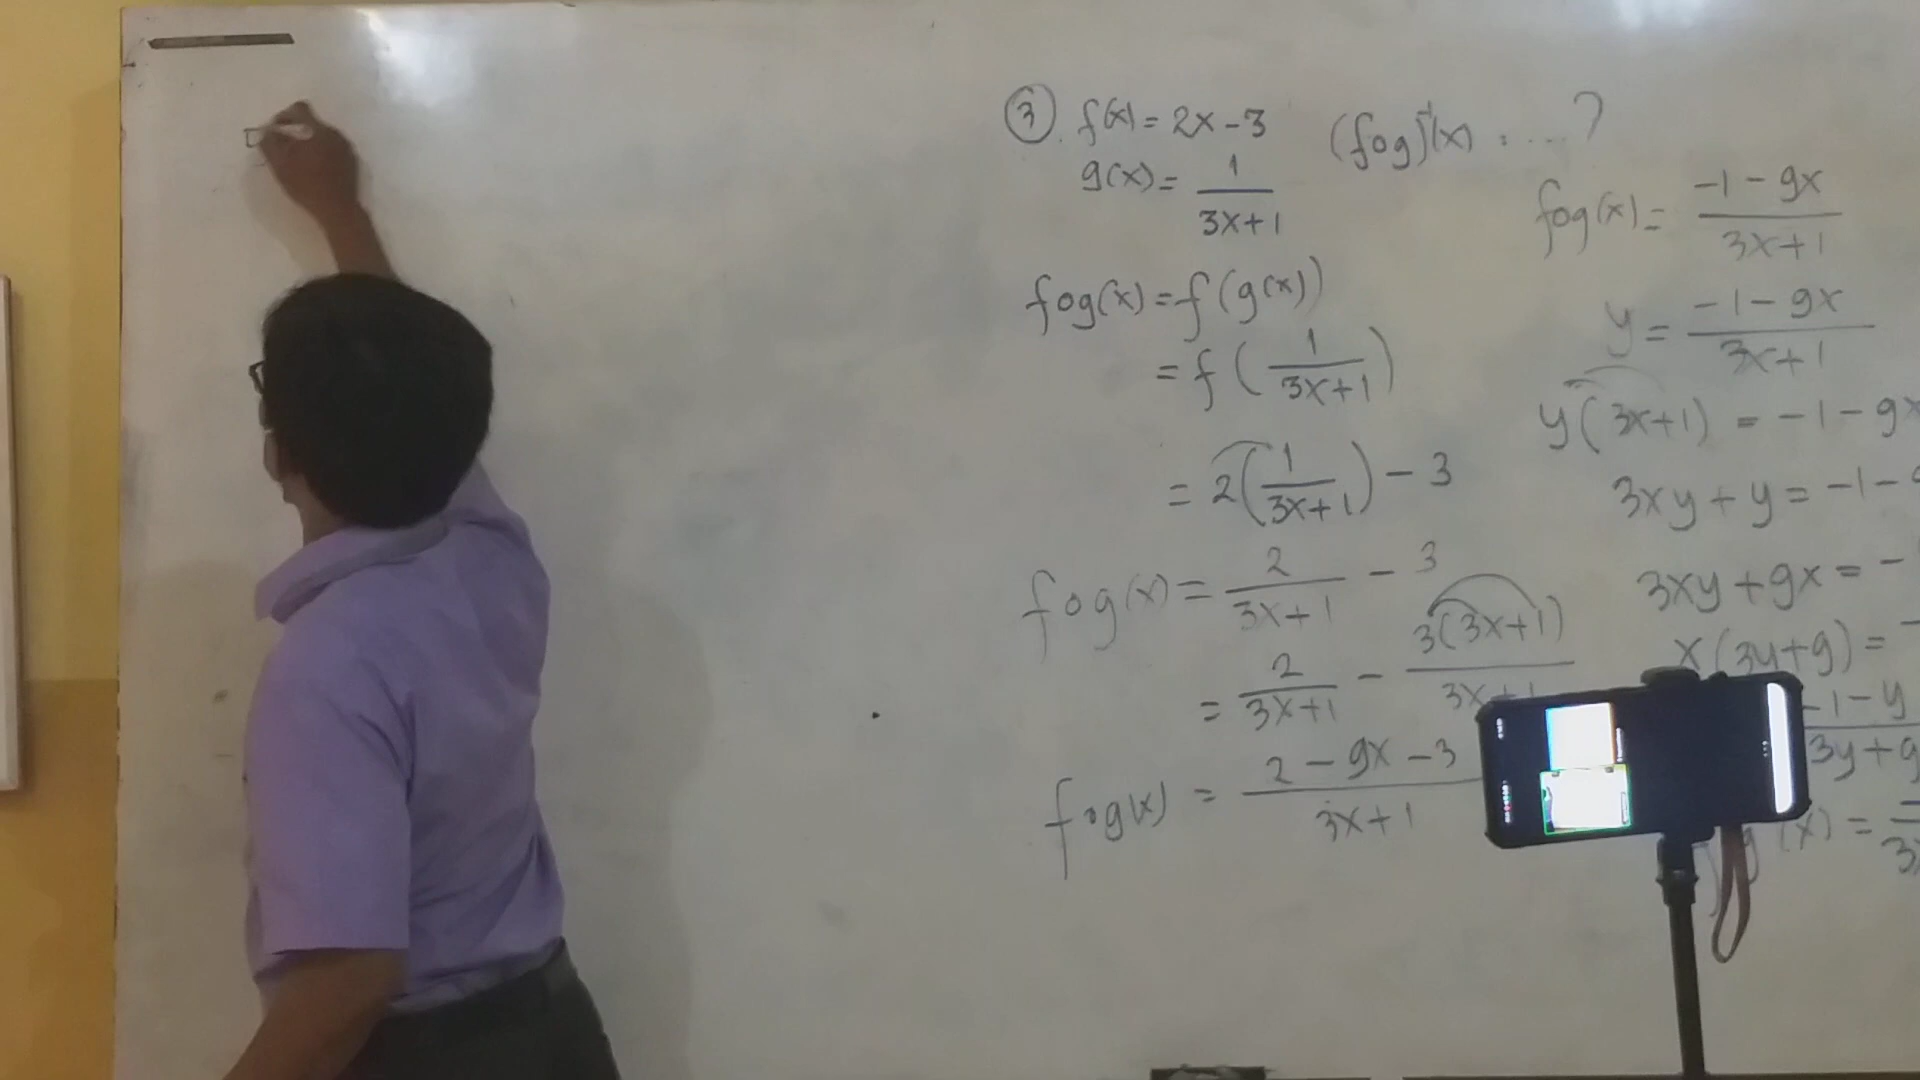 ③. f(x) = 2x - 3
g(x) = 1/(3x+1)
(fog)⁻¹(x) = ....?
fog(x) = f(g(x))
= f(1/(3x+1))
= 2(1/(3x+1)) - 3
fog(x) = 2/(3x+1) - 3
= 2/(3x+1) - 3(3x+1)/(3x+1)
fog(x) = (2 - 9x - 3)/(3x+1)
fog(x) = (-1 - 9x)/(3x+1)
y = (-1 - 9x)/(3x+1)
y(3x+1) = -1 - 9x
3xy + y = -1 - 9
3xy + 9x = -
x(3y+9) = -
-1 - y
3y + 9
(x) =
3x